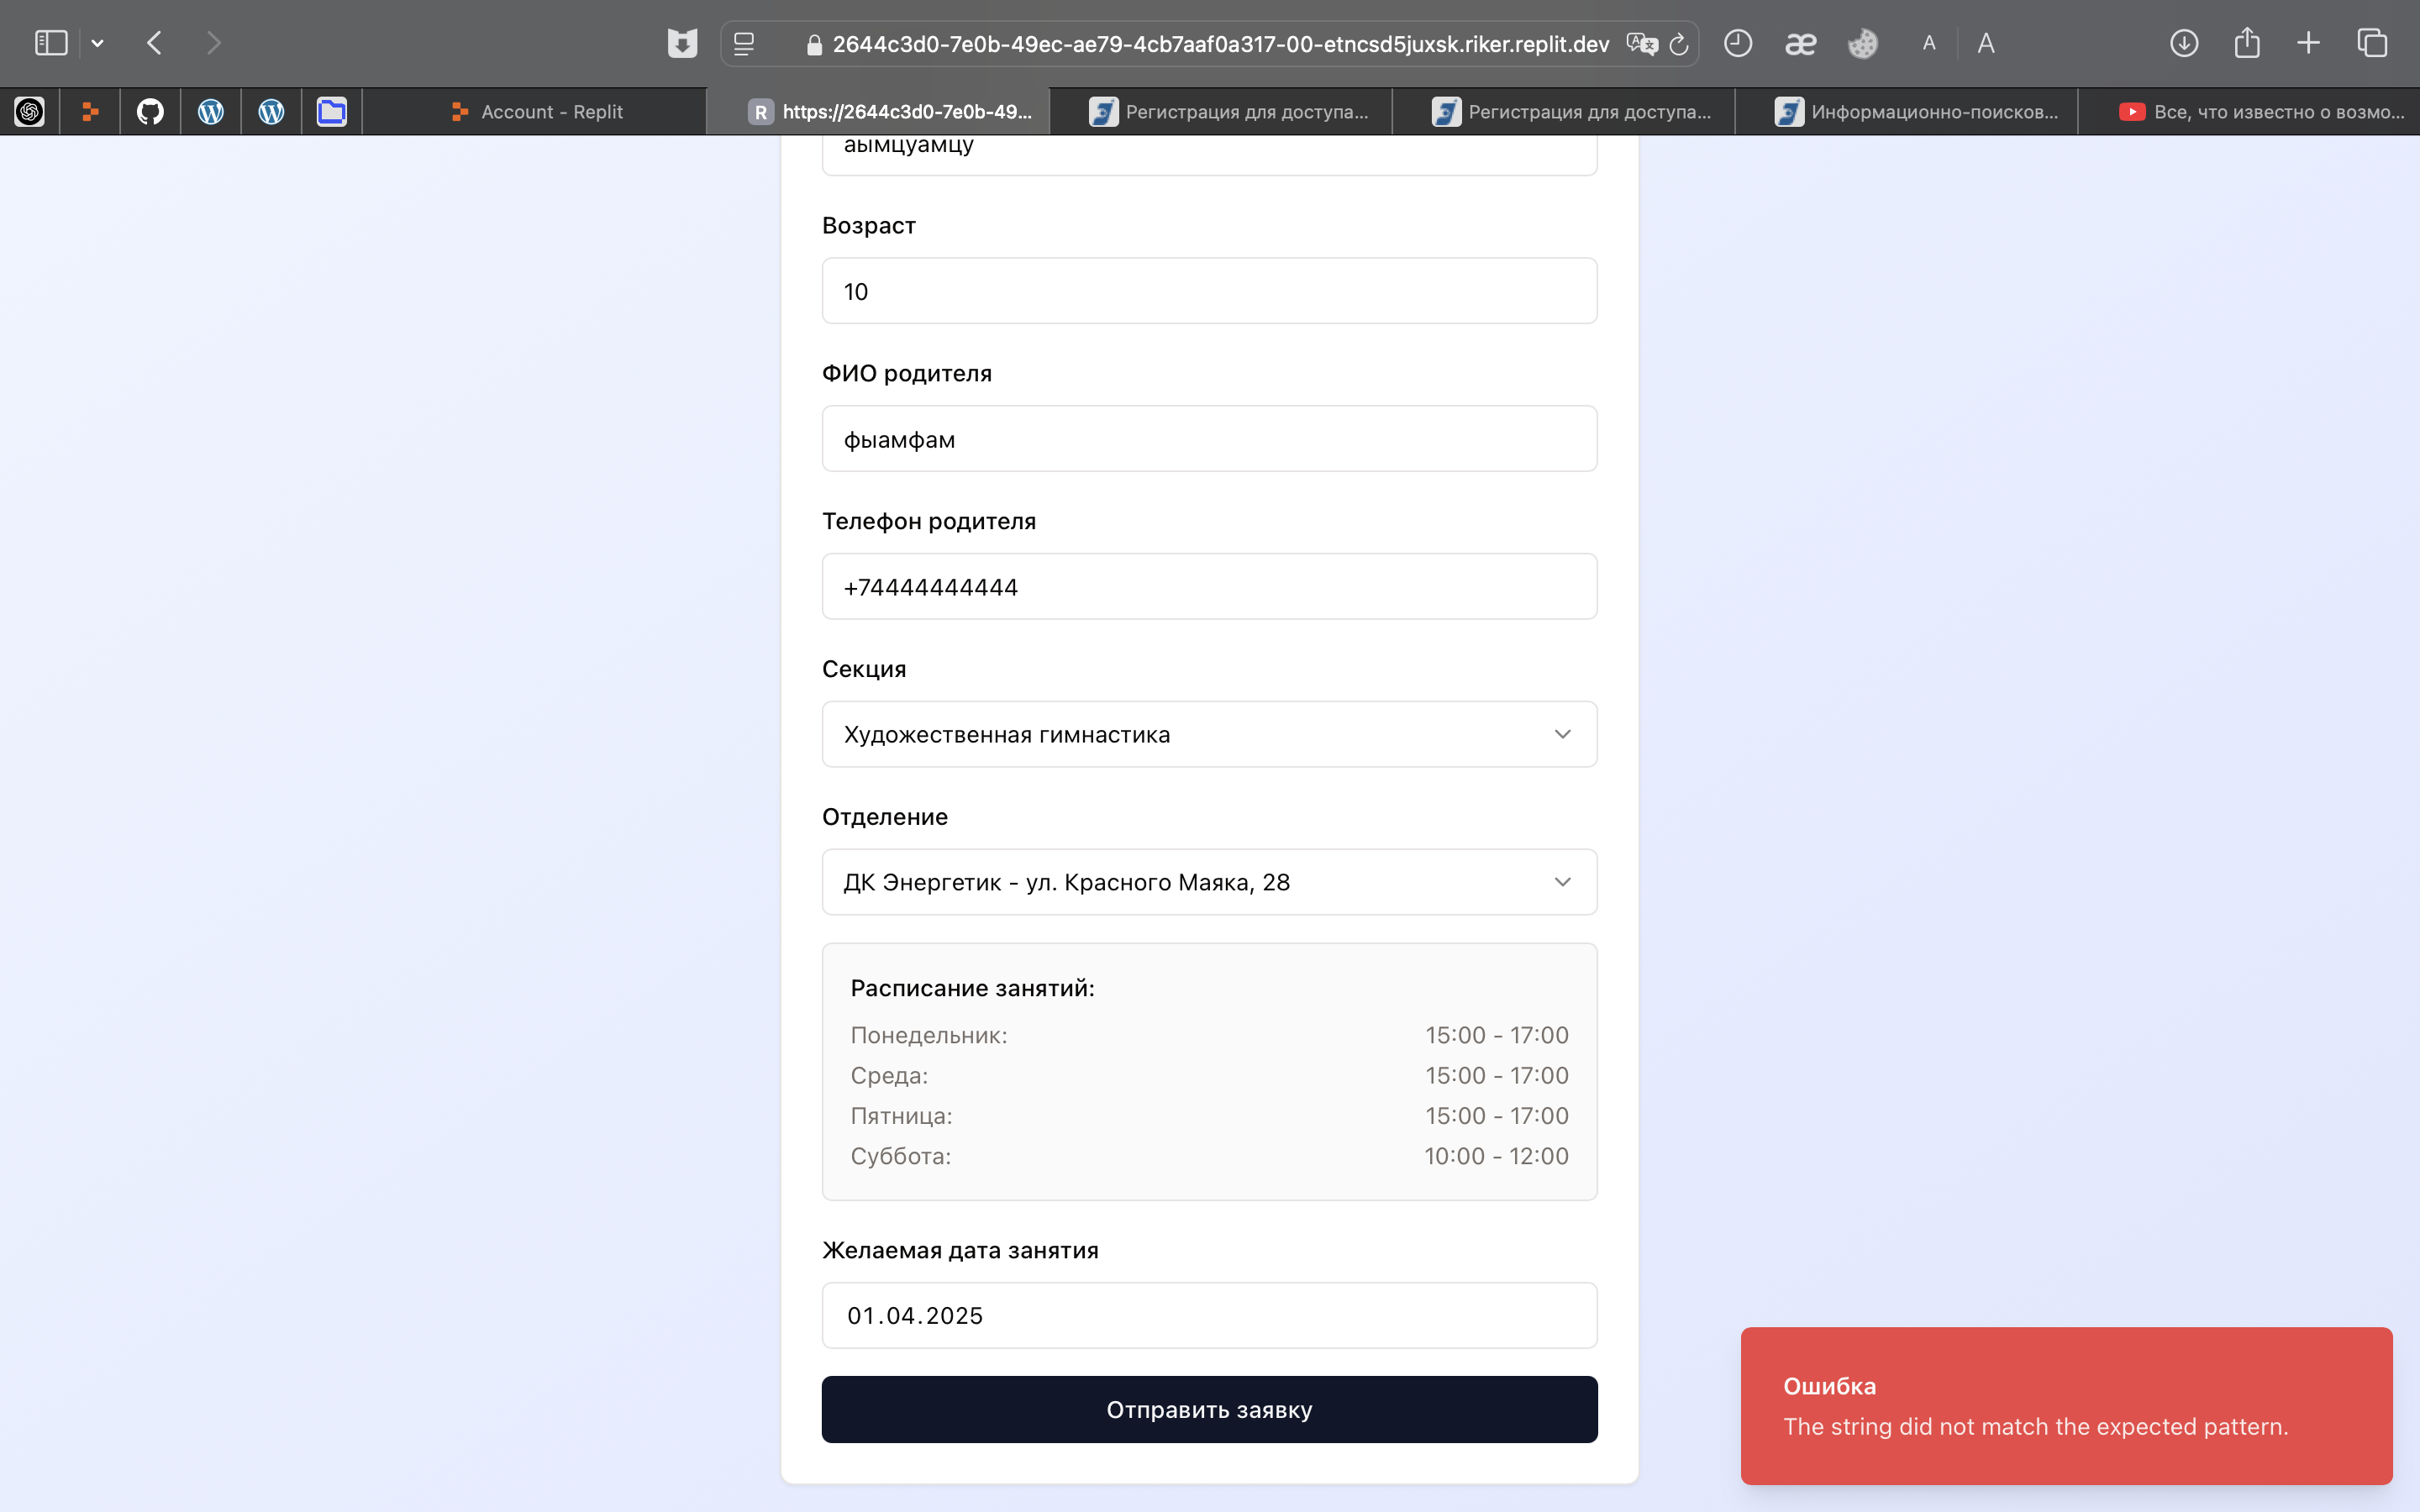 2644c3d0-7e0b-49ec-ae79-4cb7aaf0a317-00-etncsd5juxsk.riker.replit.dev
æ
A
A
Account - Replit
R
https://2644c3d0-7e0b-49...
Регистрация для доступа...
Регистрация для доступа...
Информационно-поисков...
Все, что известно о возмо...
аымцуамцу
Возраст
10
ФИО родителя
фыамфам
Телефон родителя
+74444444444
Секция
Художественная гимнастика
Отделение
ДК Энергетик - ул. Красного Маяка, 28
Расписание занятий:
Понедельник: 15:00 - 17:00
Среда: 15:00 - 17:00
Пятница: 15:00 - 17:00
Суббота: 10:00 - 12:00
Желаемая дата занятия
01.04.2025
Отправить заявку
Ошибка
The string did not match the expected pattern.